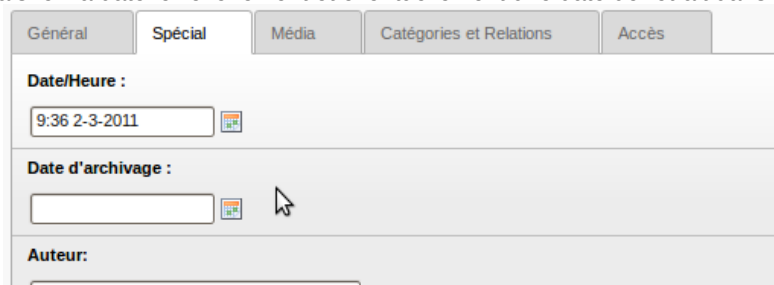 Général Spécial Média Catégories et Relations Accès
Date/Heure :
9:36 2-3-2011
Date d'archivage :
Auteur: